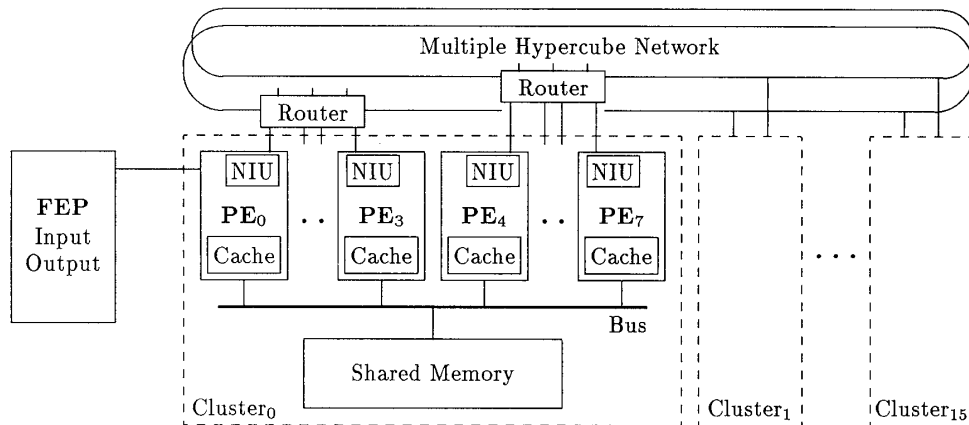 Multiple Hypercube Network
Router
Router
NIU
NIU
NIU
NIU
FEP
Input
Output
PE₀
. .
PE₃
PE₄
. .
PE₇
Cache
Cache
Cache
Cache
. . .
Bus
Shared Memory
Cluster₀
Cluster₁
Cluster₁₅